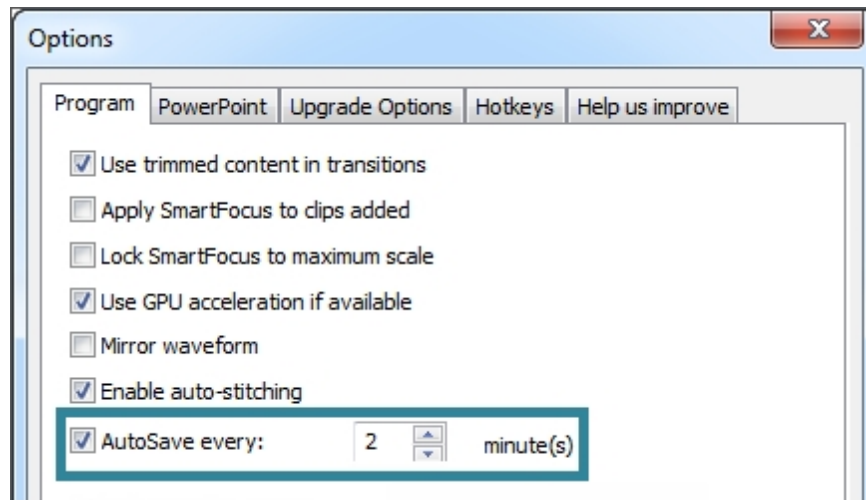 Options
Program PowerPoint Upgrade Options Hotkeys Help us improve
Use trimmed content in transitions
Apply SmartFocus to clips added
Lock SmartFocus to maximum scale
Use GPU acceleration if available
Mirror waveform
Enable auto-stitching
AutoSave every: 2 minute(s)